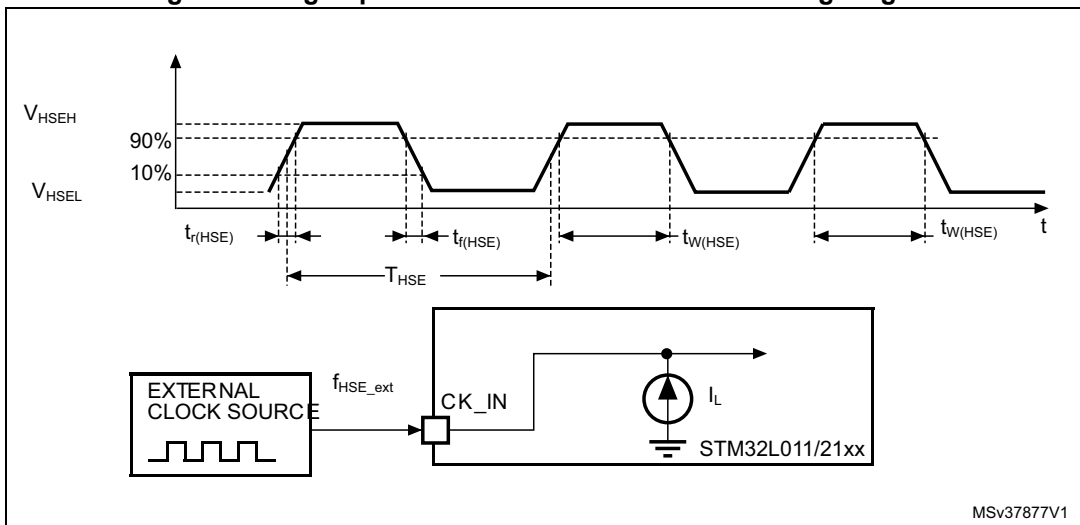 V_HSEH
90%
10%
V_HSEL
t_r(HSE)
t_f(HSE)
t_W(HSE)
t_W(HSE)
t
T_HSE
EXTERNAL
CLOCK SOURCE
f_HSE_ext
CK_IN
I_L
STM32L011/21xx
MSv37877V1